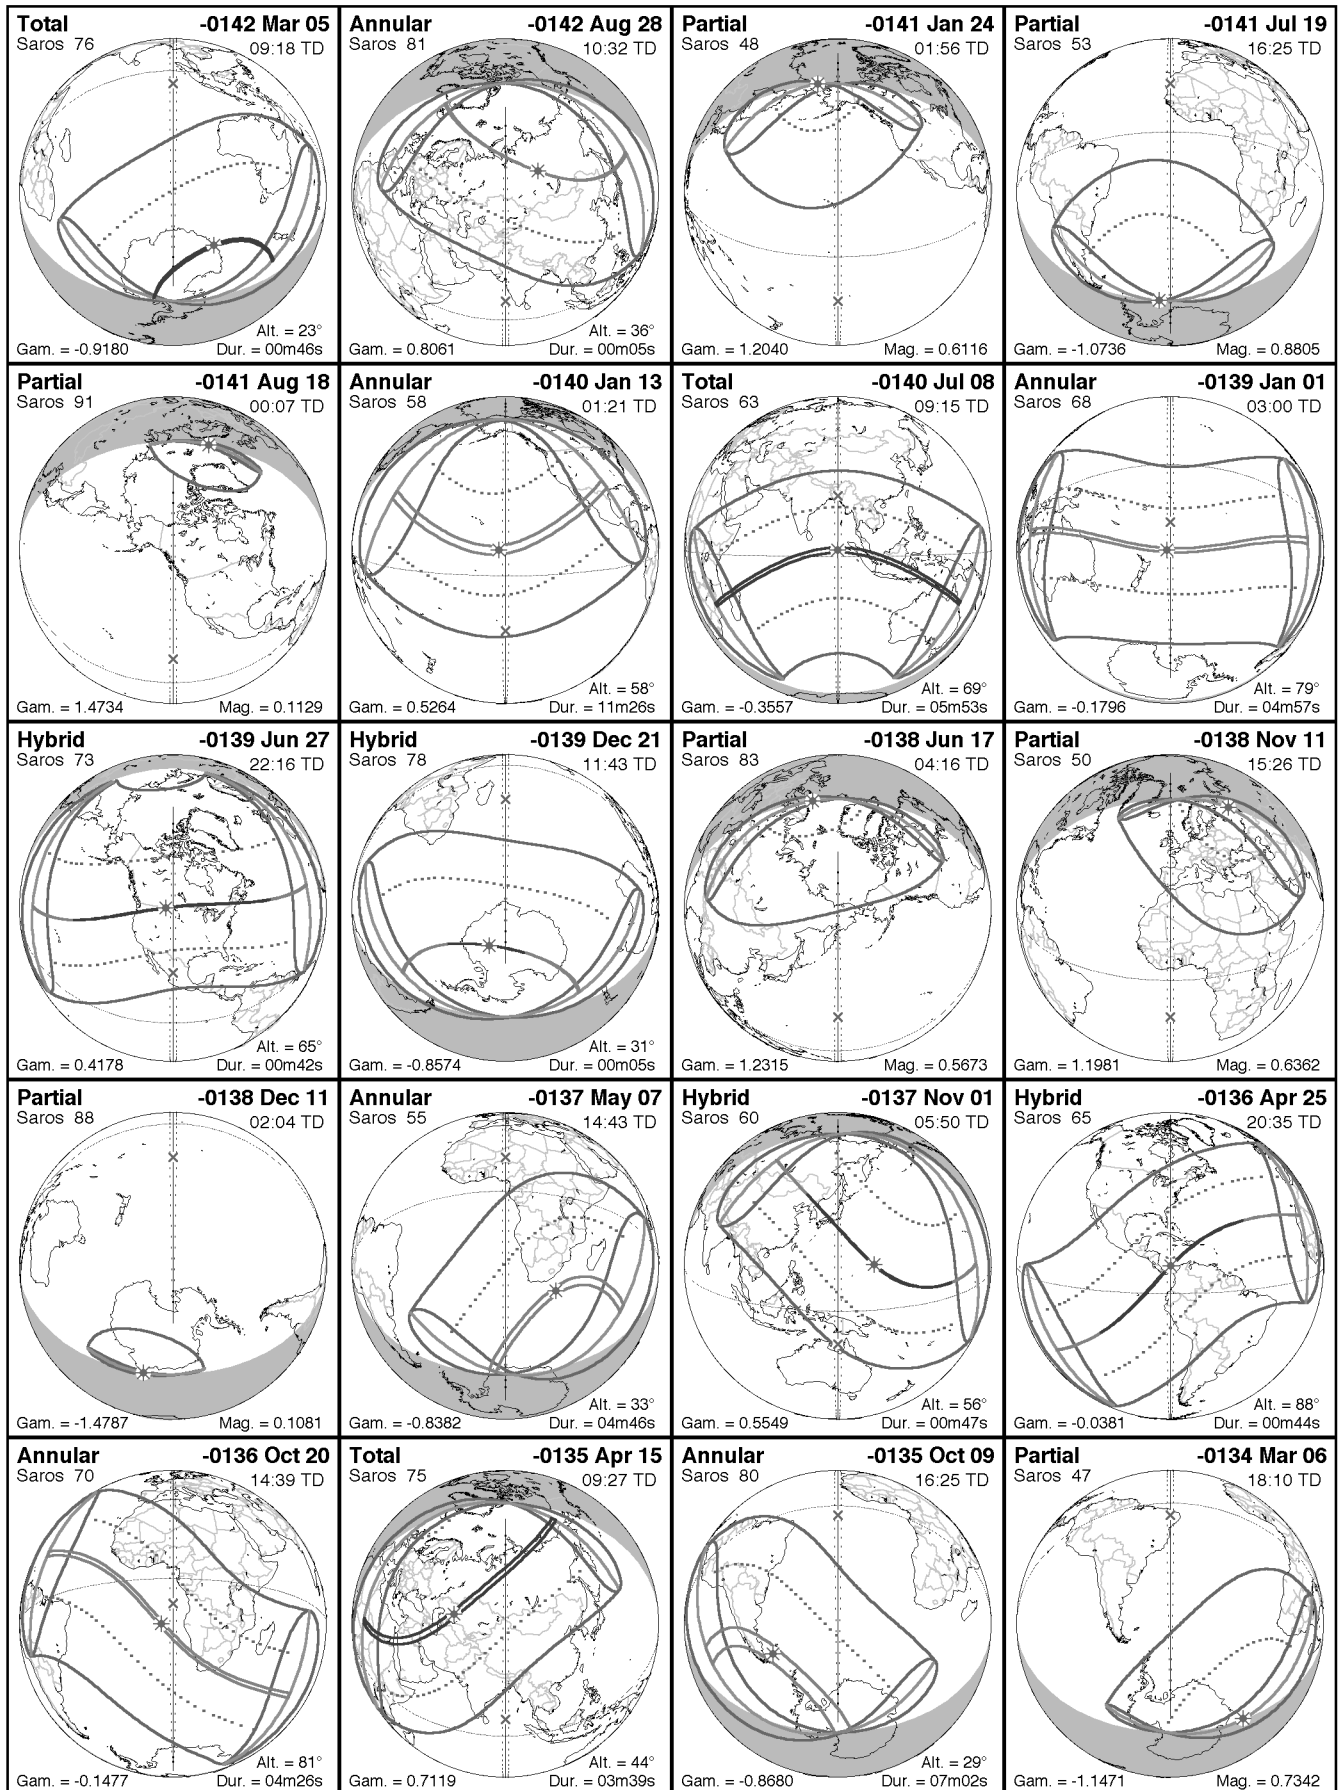 Total -0142 Mar 05
Saros 76 09:18 TD
Alt. = 23°
Gam. = -0.9180 Dur. = 00m46s
Annular -0142 Aug 28
Saros 81 10:32 TD
Alt. = 36°
Gam. = 0.8061 Dur. = 00m05s
Partial -0141 Jan 24
Saros 48 01:56 TD
Gam. = 1.2040 Mag. = 0.6116
Partial -0141 Jul 19
Saros 53 16:25 TD
Gam. = -1.0736 Mag. = 0.8805
Partial -0141 Aug 18
Saros 91 00:07 TD
Gam. = 1.4734 Mag. = 0.1129
Annular -0140 Jan 13
Saros 58 01:21 TD
Alt. = 58°
Gam. = 0.5264 Dur. = 11m26s
Total -0140 Jul 08
Saros 63 09:15 TD
Alt. = 69°
Gam. = -0.3557 Dur. = 05m53s
Annular -0139 Jan 01
Saros 68 03:00 TD
Alt. = 79°
Gam. = -0.1796 Dur. = 04m57s
Hybrid -0139 Jun 27
Saros 73 22:16 TD
Alt. = 65°
Gam. = 0.4178 Dur. = 00m42s
Hybrid -0139 Dec 21
Saros 78 11:43 TD
Alt. = 31°
Gam. = -0.8574 Dur. = 00m05s
Partial -0138 Jun 17
Saros 83 04:16 TD
Gam. = 1.2315 Mag. = 0.5673
Partial -0138 Nov 11
Saros 50 15:26 TD
Gam. = 1.1981 Mag. = 0.6362
Partial -0138 Dec 11
Saros 88 02:04 TD
Gam. = -1.4787 Mag. = 0.1081
Annular -0137 May 07
Saros 55 14:43 TD
Alt. = 33°
Gam. = -0.8382 Dur. = 04m46s
Hybrid -0137 Nov 01
Saros 60 05:50 TD
Alt. = 56°
Gam. = 0.5549 Dur. = 00m47s
Hybrid -0136 Apr 25
Saros 65 20:35 TD
Alt. = 88°
Gam. = -0.0381 Dur. = 00m44s
Annular -0136 Oct 20
Saros 70 14:39 TD
Alt. = 81°
Gam. = -0.1477 Dur. = 04m26s
Total -0135 Apr 15
Saros 75 09:27 TD
Alt. = 44°
Gam. = 0.7119 Dur. = 03m39s
Annular -0135 Oct 09
Saros 80 16:25 TD
Alt. = 29°
Gam. = -0.8680 Dur. = 07m02s
Partial -0134 Mar 06
Saros 47 18:10 TD
Gam. = -1.1471 Mag. = 0.7342